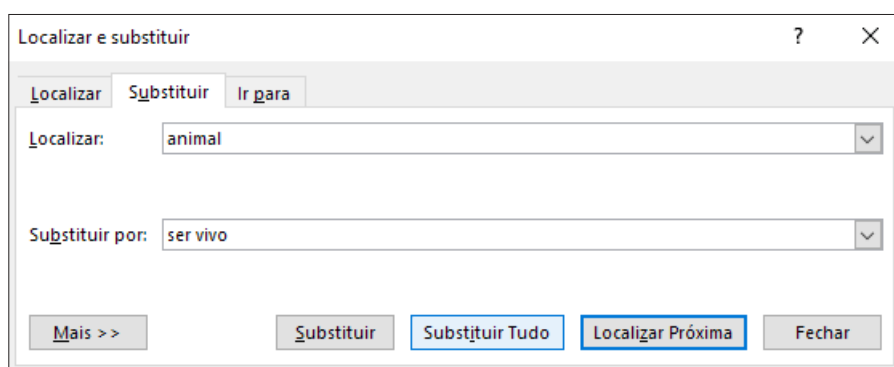 Localizar e substituir ?
Localizar Substituir Ir para
Localizar: animal
Substituir por: ser vivo
Mais >> Substituir Substituir Tudo Localizar Próxima Fechar